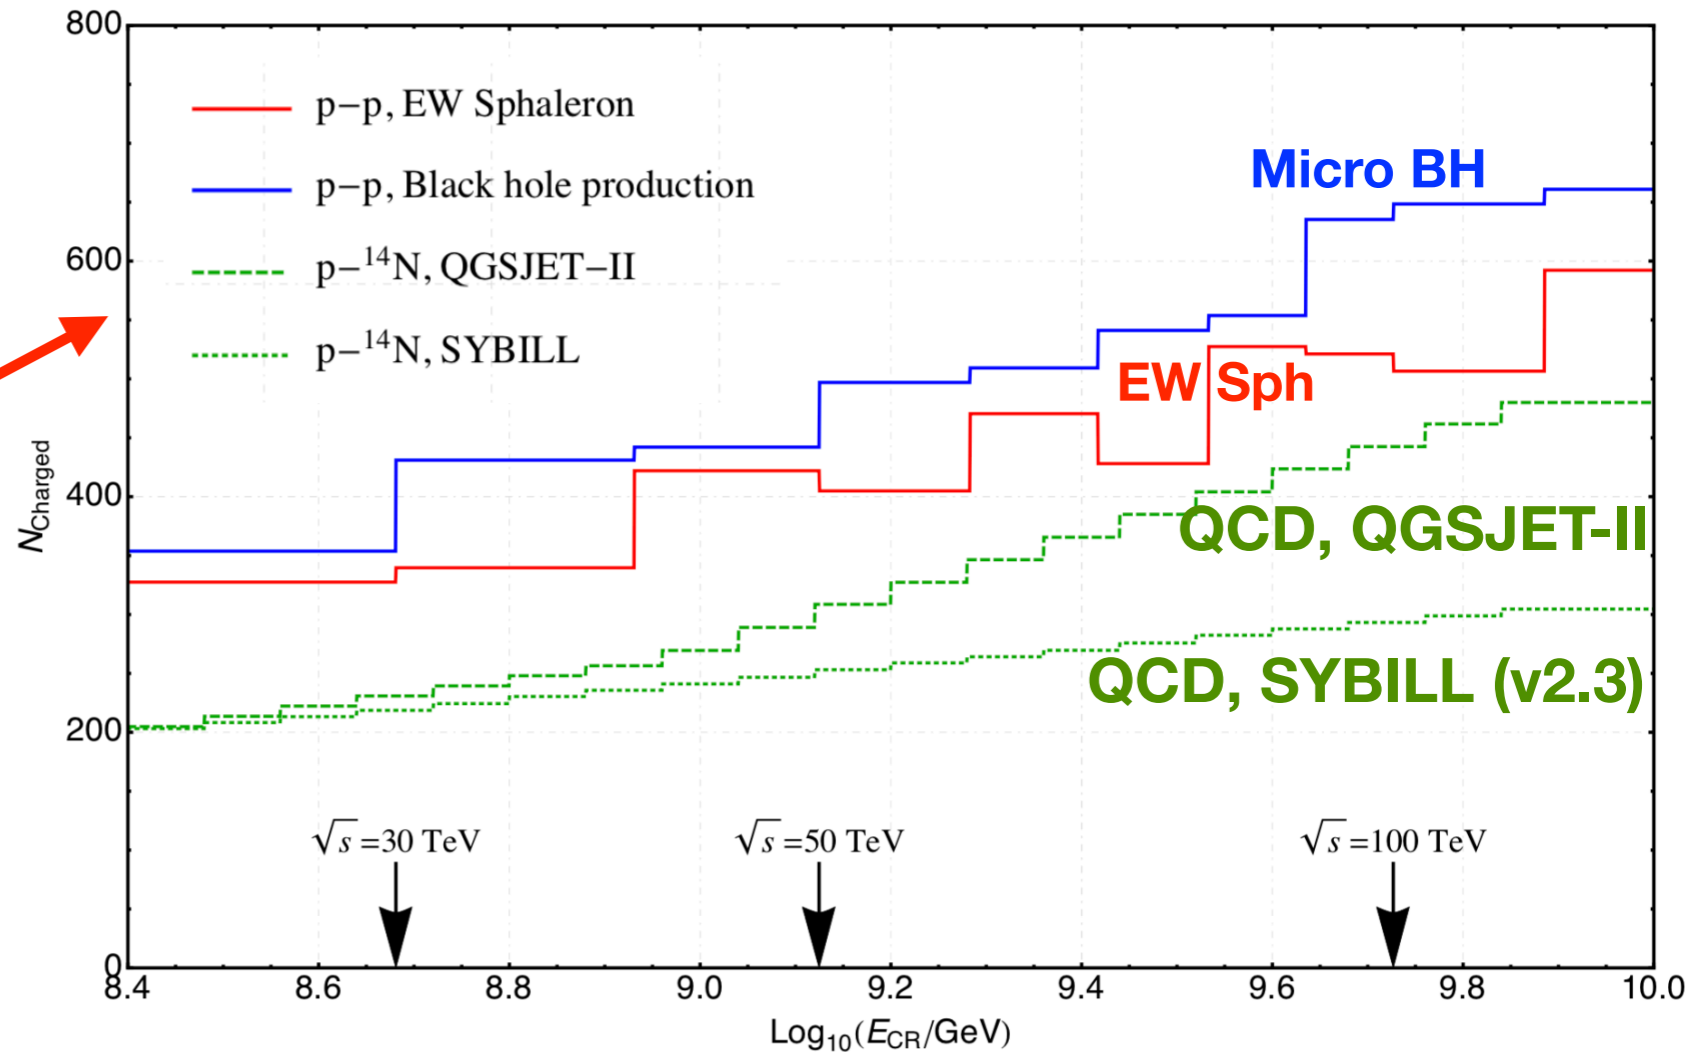 800
600
400
200
0
N_Charged
p−p, EW Sphaleron
p−p, Black hole production
p−¹⁴N, QGSJET−II
p−¹⁴N, SYBILL
Micro BH
EW Sph
QCD, QGSJET-II
QCD, SYBILL (v2.3)
√s =30 TeV
√s =50 TeV
√s =100 TeV
8.4 8.6 8.8 9.0 9.2 9.4 9.6 9.8 10.0
Log₁₀(E_CR/GeV)